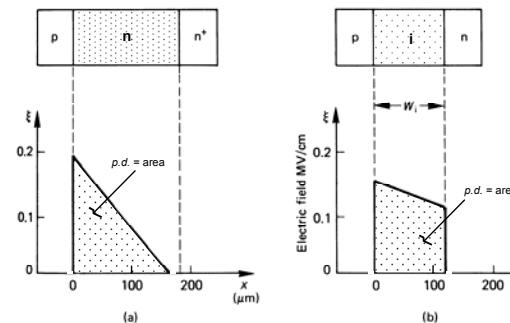 p n n⁺
p i n
Wᵢ
ξ
0.2
p.d. = area
0.1
0
0 100 200 x
(μm)
(a)
ξ
Electric field MV/cm
0.2
p.d. = are
0.1
0
0 100 200
(b)